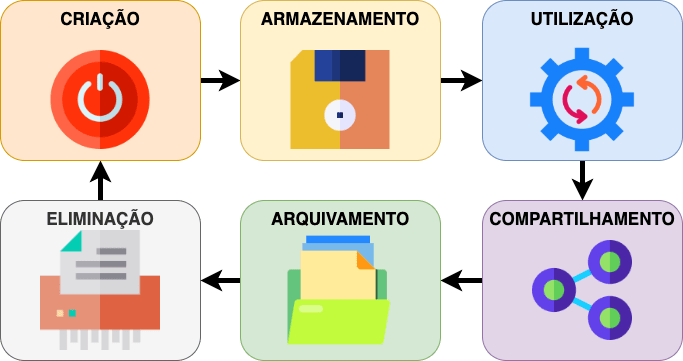 CRIAÇÃO
ARMAZENAMENTO
UTILIZAÇÃO
ELIMINAÇÃO
ARQUIVAMENTO
COMPARTILHAMENTO